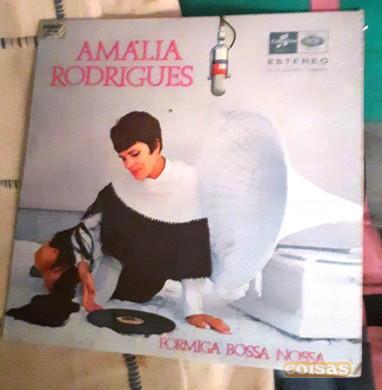 AMÁLIA
RODRIGUES
ESTEREO
FORMIGA BOSSA NOSSA
coisas